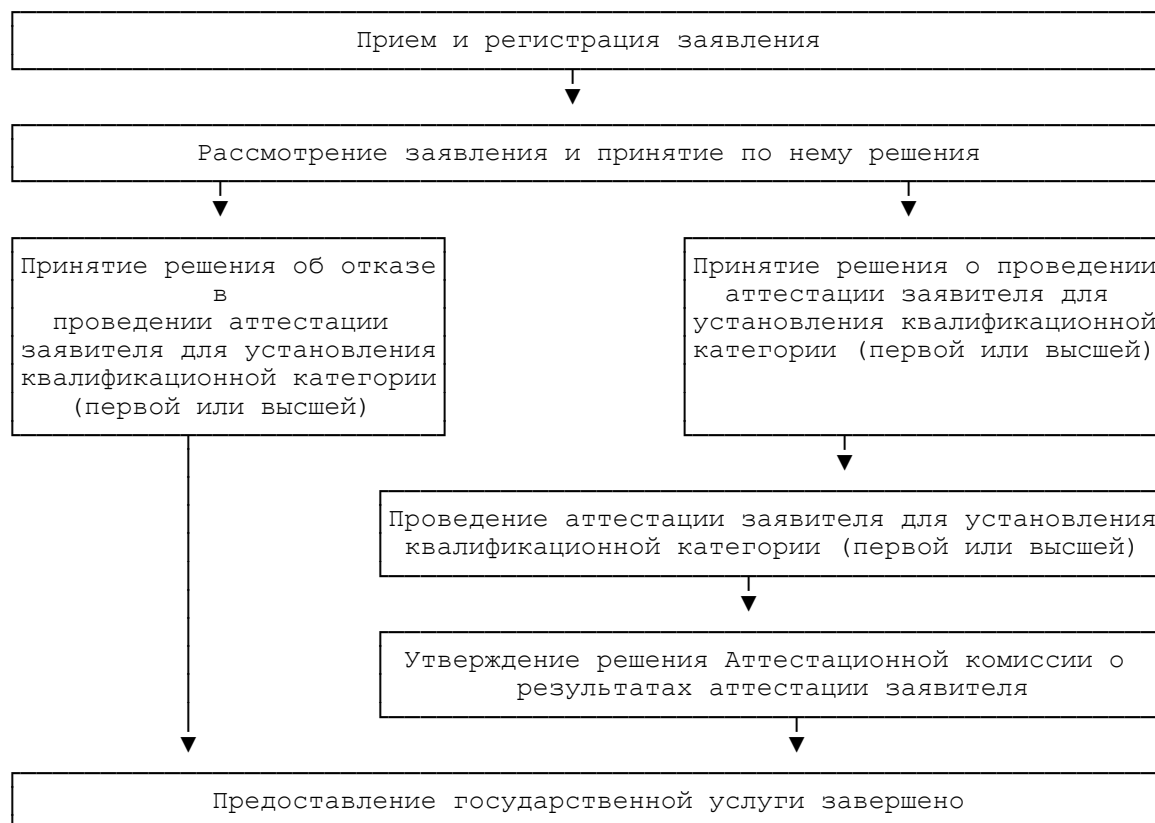 Прием и регистрация заявления
Рассмотрение заявления и принятие по нему решения
Принятие решения об отказе
в
проведении аттестации
заявителя для установления
квалификационной категории
(первой или высшей)
Принятие решения о проведении
аттестации заявителя для
установления квалификационной
категории (первой или высшей)
Проведение аттестации заявителя для установления
квалификационной категории (первой или высшей)
Утверждение решения Аттестационной комиссии о
результатах аттестации заявителя
Предоставление государственной услуги завершено